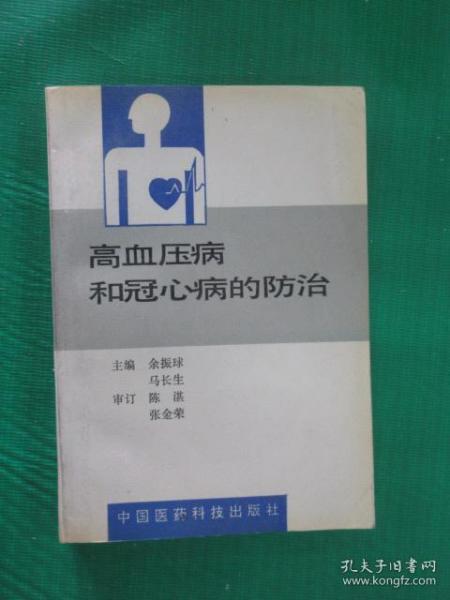 高血压病
和冠心病的防治
主编 余振球
马长生
审订 陈湛
张金荣
中国医药科技出版社
孔夫子旧书网
www.kongfz.com